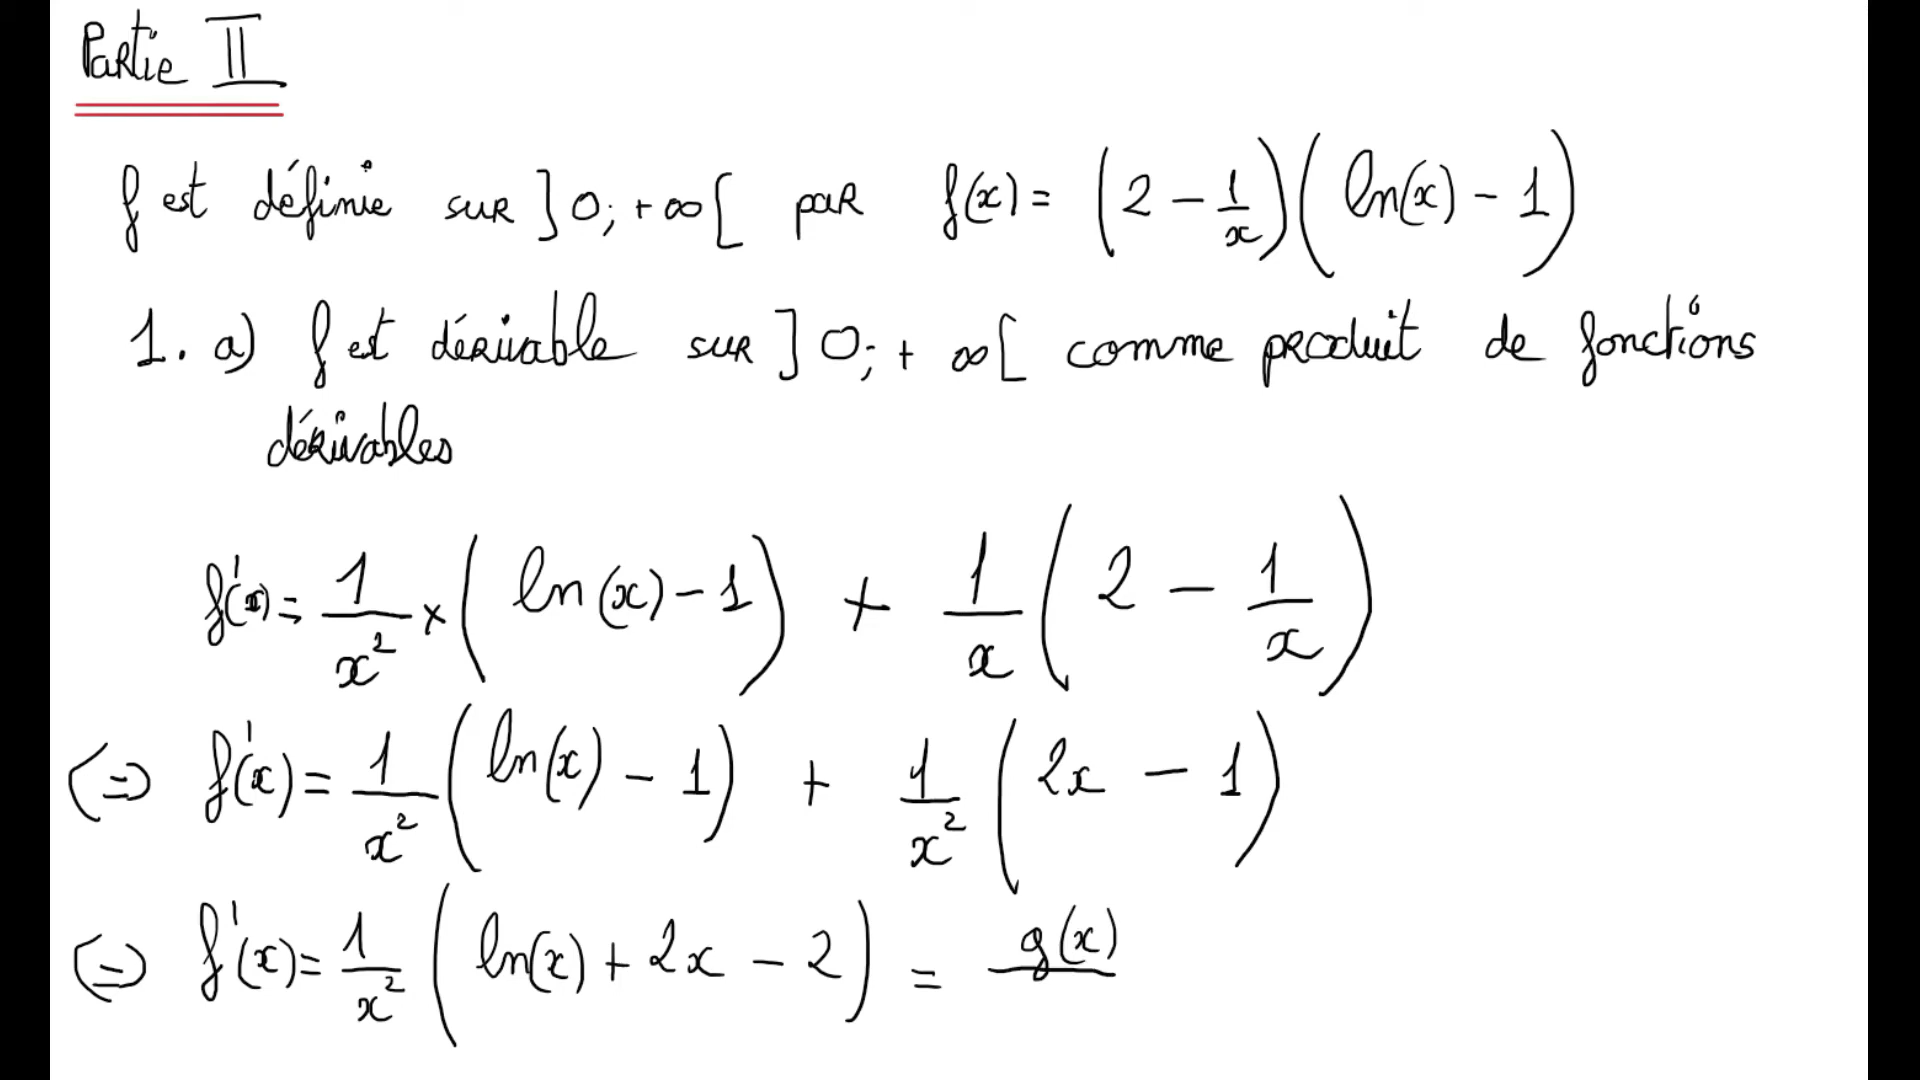 Partie II
f est définie sur ]0;+∞[ par f(x) = (2 - 1/x)(ln(x) - 1)
1. a) f est dérivable sur ]0;+∞[ comme produit de fonctions
dérivables
f'(x) = 1/x² × (ln(x) - 1) + 1/x (2 - 1/x)
(=) f'(x) = 1/x² (ln(x) - 1) + 1/x² (2x - 1)
(=) f'(x) = 1/x² (ln(x) + 2x - 2) = g(x)/